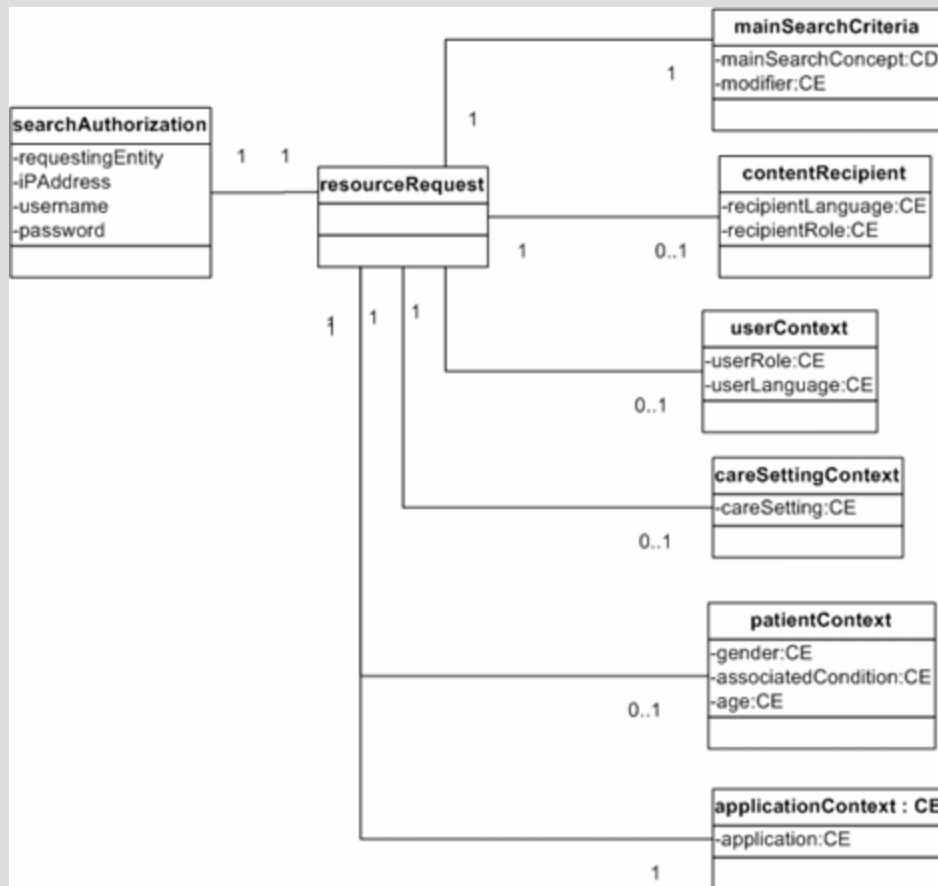 mainSearchCriteria
-mainSearchConcept:CD
-modifier:CE
1
1
searchAuthorization
-requestingEntity
-iPAddress
-username
-password
1 1
resourceRequest
contentRecipient
-recipientLanguage:CE
-recipientRole:CE
1 0..1
userContext
-userRole:CE
-userLanguage:CE
1 1 1 1
0..1
careSettingContext
-careSetting:CE
0..1
patientContext
-gender:CE
-associatedCondition:CE
-age:CE
0..1
applicationContext : CE
-application:CE
1